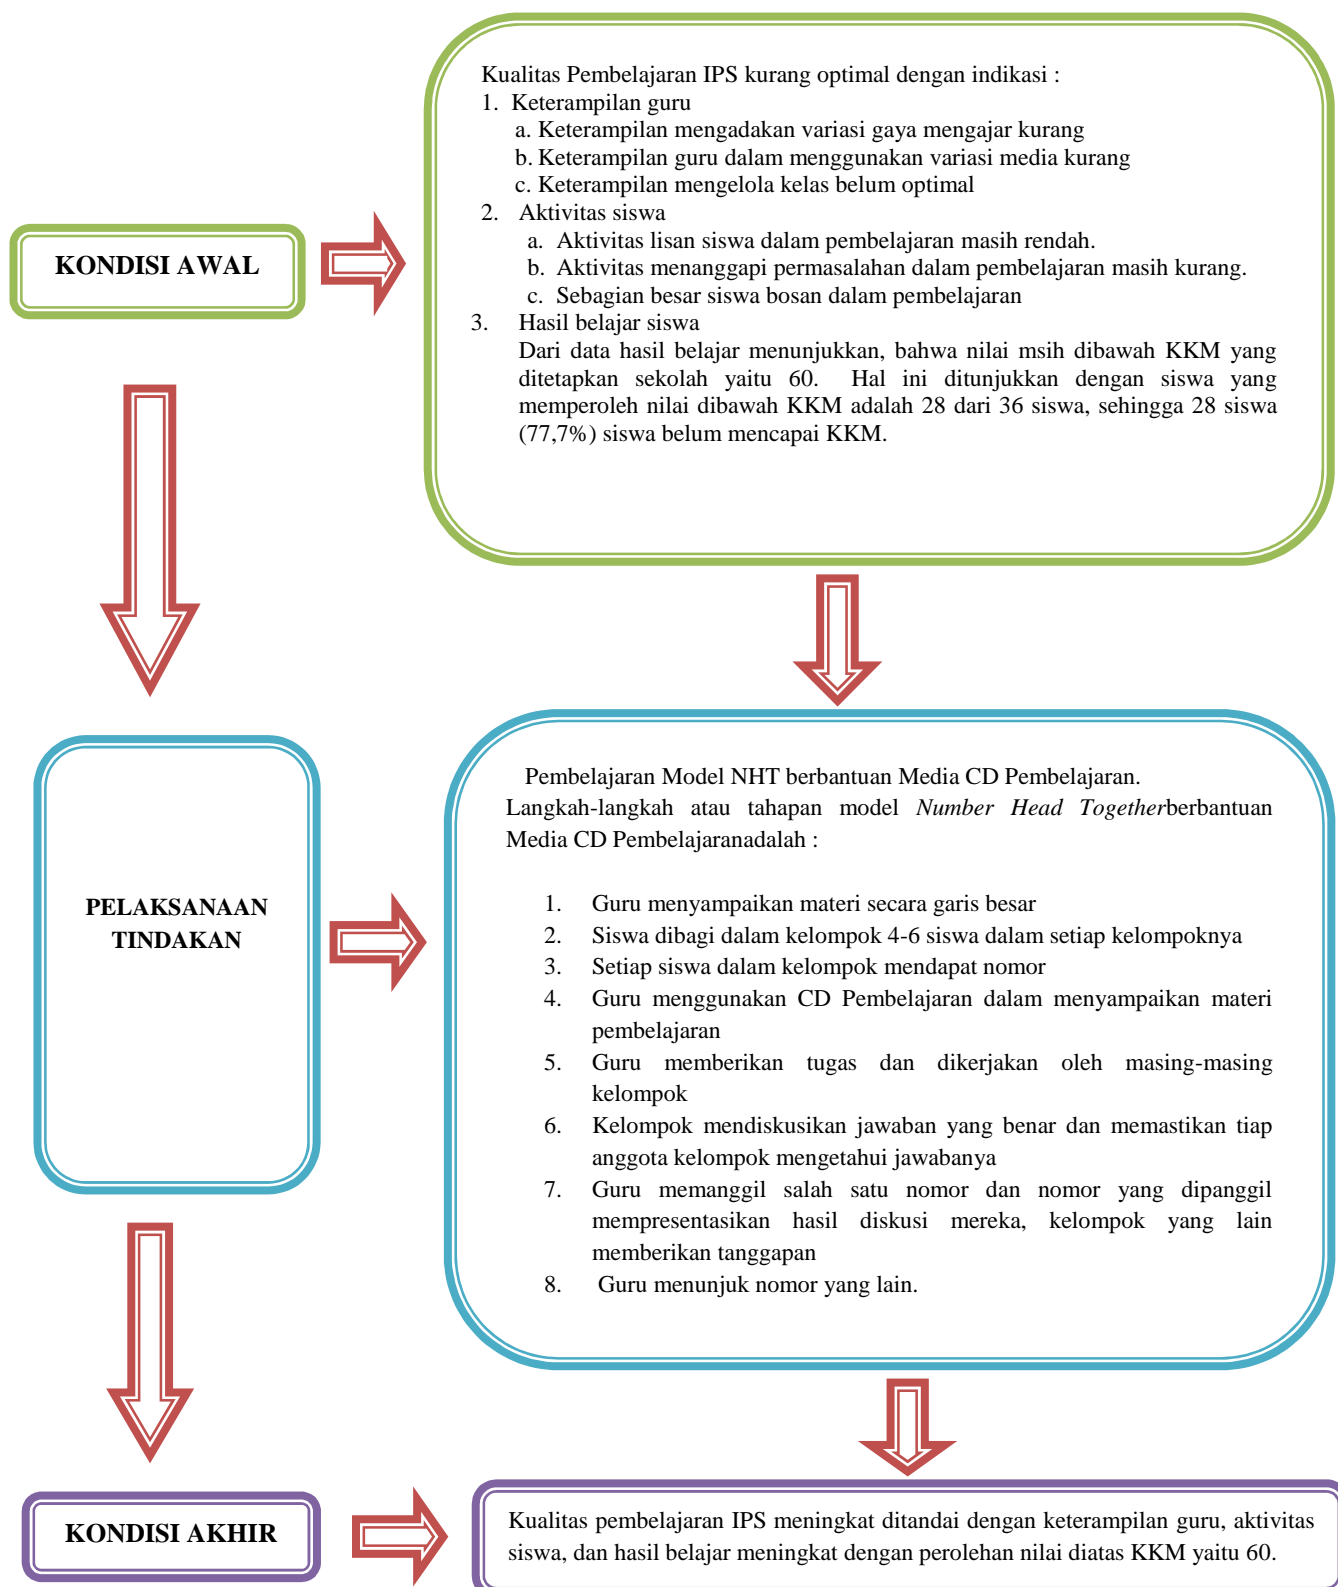 Kualitas Pembelajaran IPS kurang optimal dengan indikasi :
1. Keterampilan guru
a. Keterampilan mengadakan variasi gaya mengajar kurang
b. Keterampilan guru dalam menggunakan variasi media kurang
c. Keterampilan mengelola kelas belum optimal
2. Aktivitas siswa
a. Aktivitas lisan siswa dalam pembelajaran masih rendah.
b. Aktivitas menanggapi permasalahan dalam pembelajaran masih kurang.
c. Sebagian besar siswa bosan dalam pembelajaran
3. Hasil belajar siswa
Dari data hasil belajar menunjukkan, bahwa nilai msih dibawah KKM yang
ditetapkan sekolah yaitu 60. Hal ini ditunjukkan dengan siswa yang
memperoleh nilai dibawah KKM adalah 28 dari 36 siswa, sehingga 28 siswa
(77,7%) siswa belum mencapai KKM.
KONDISI AWAL
Pembelajaran Model NHT berbantuan Media CD Pembelajaran.
Langkah-langkah atau tahapan model Number Head Togetherberbantuan
Media CD Pembelajaranadalah :
1. Guru menyampaikan materi secara garis besar
2. Siswa dibagi dalam kelompok 4-6 siswa dalam setiap kelompoknya
3. Setiap siswa dalam kelompok mendapat nomor
4. Guru menggunakan CD Pembelajaran dalam menyampaikan materi
pembelajaran
5. Guru memberikan tugas dan dikerjakan oleh masing-masing
kelompok
6. Kelompok mendiskusikan jawaban yang benar dan memastikan tiap
anggota kelompok mengetahui jawabanya
7. Guru memanggil salah satu nomor dan nomor yang dipanggil
mempresentasikan hasil diskusi mereka, kelompok yang lain
memberikan tanggapan
8. Guru menunjuk nomor yang lain.
PELAKSANAAN
TINDAKAN
KONDISI AKHIR
Kualitas pembelajaran IPS meningkat ditandai dengan keterampilan guru, aktivitas
siswa, dan hasil belajar meningkat dengan perolehan nilai diatas KKM yaitu 60.